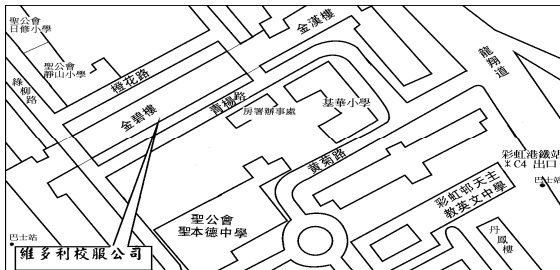 聖公會
日修小學
金漢樓
龍翔道
聖公會
靜山小學
橙花路
綠柳路
青楊街
房署辦事處
基華小學
金碧樓
黃菊路
彩虹港鐵站
C4 出口
巴士站
彩虹邨天主
教英文中學
聖公會
聖本德中學
丹鳳樓
巴士站
維多利校服公司